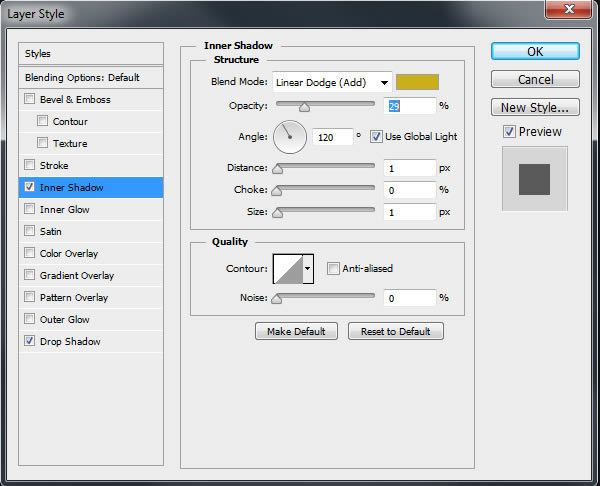 Layer Style
Styles
Blending Options: Default
Bevel & Emboss
Contour
Texture
Stroke
Inner Shadow
Inner Glow
Satin
Color Overlay
Gradient Overlay
Pattern Overlay
Outer Glow
Drop Shadow
Inner Shadow
Structure
Blend Mode: Linear Dodge (Add)
Opacity: 29 %
Angle: 120 ° Use Global Light
Distance: 1 px
Choke: 0 %
Size: 1 px
Quality
Contour: Anti-aliased
Noise: 0 %
Make Default Reset to Default
OK
Cancel
New Style...
Preview